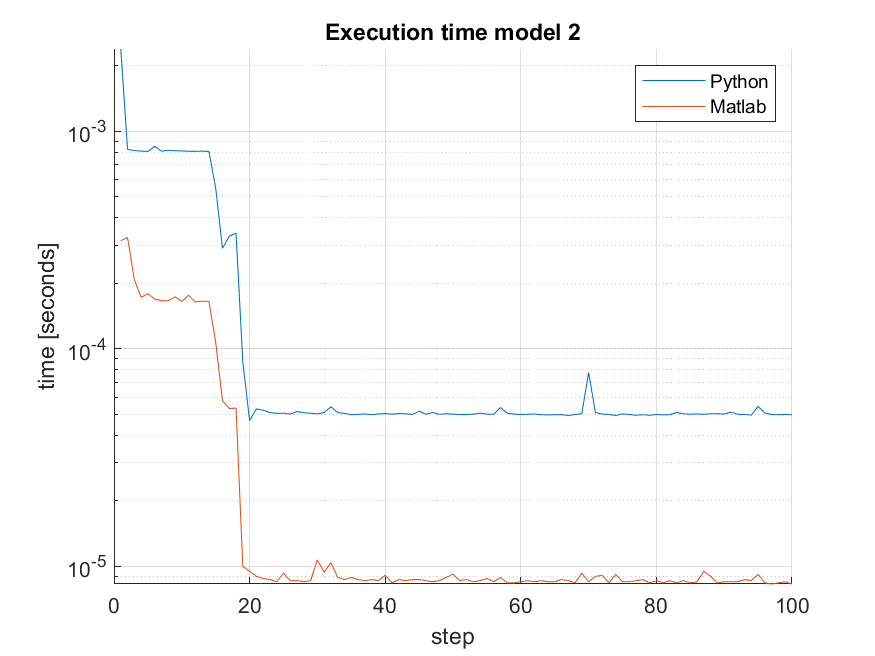 Execution time model 2
Python
Matlab
10-3
10-4
10-5
time [seconds]
0 20 40 60 80 100
step